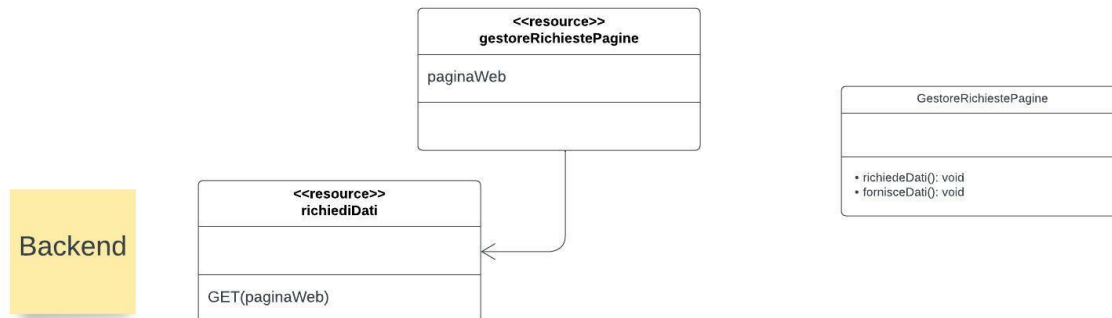 <<resource>>
gestoreRichiestePagine
paginaWeb
GestoreRichiestePagine
• richiedeDati(): void
• fornisceDati(): void
<<resource>>
richiediDati
GET(paginaWeb)
Backend